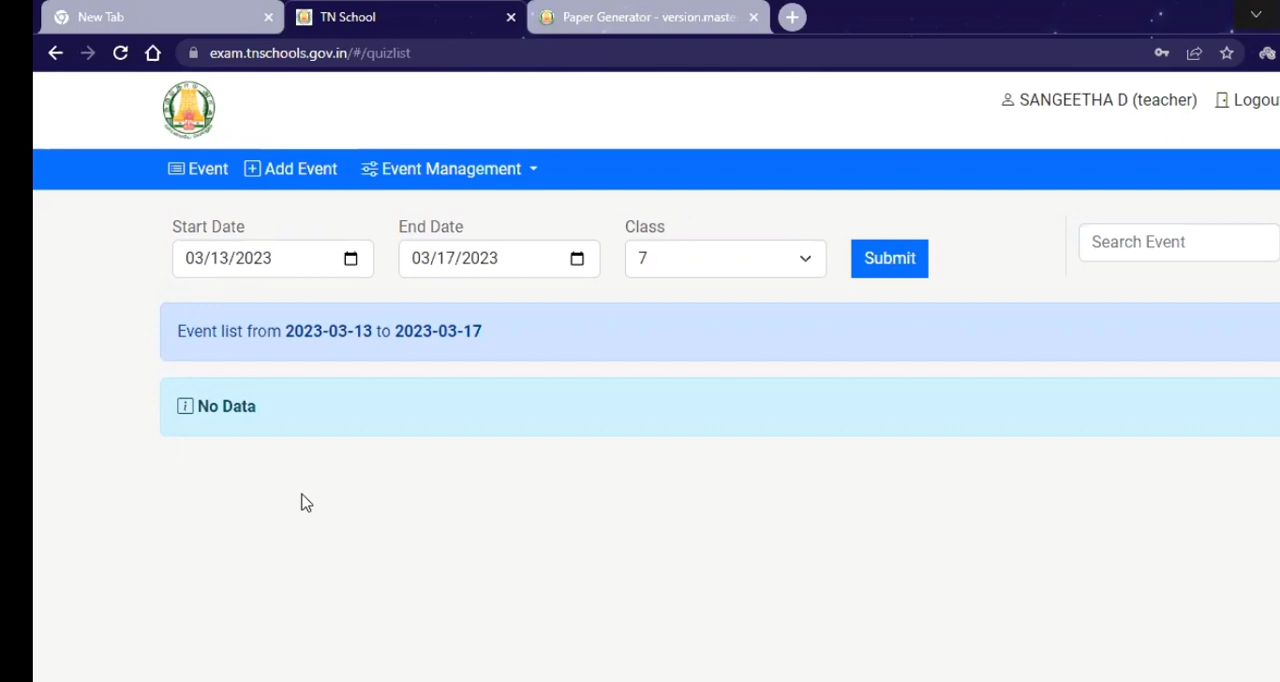 New Tab
TN School
Paper Generator - version.maste
exam.tnschools.gov.in/#/quizlist
SANGEETHA D (teacher)
Logou
Event
Add Event
Event Management
Start Date
End Date
Class
03/13/2023
03/17/2023
7
Submit
Search Event
Event list from 2023-03-13 to 2023-03-17
No Data